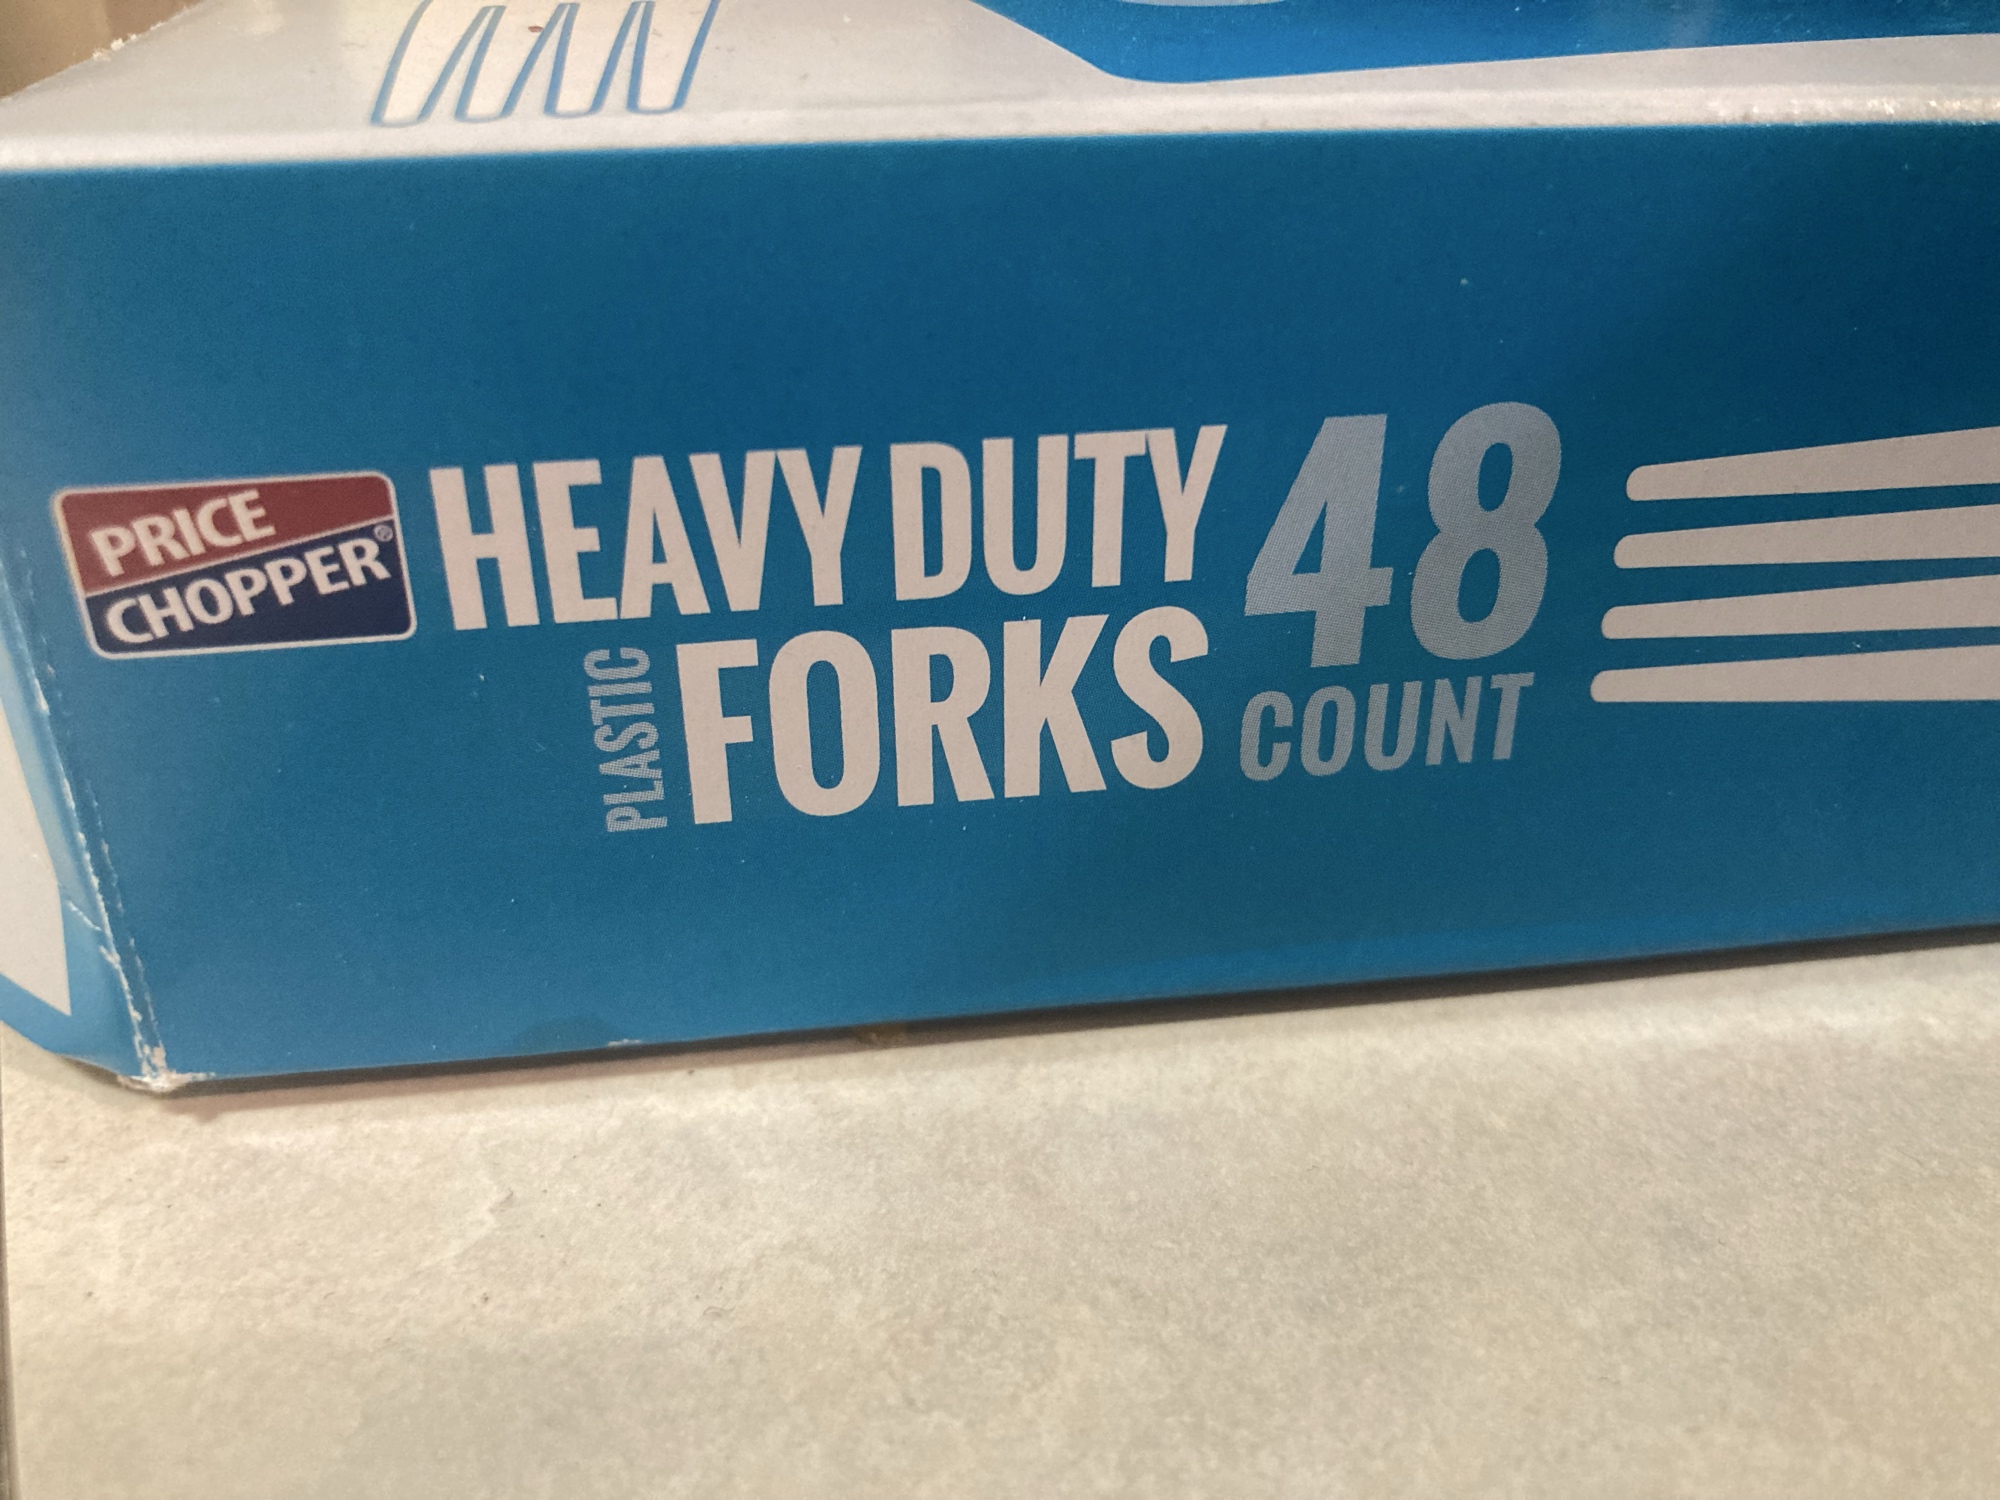 PRICE
CHOPPER®
HEAVY DUTY
PLASTIC
FORKS
48
COUNT